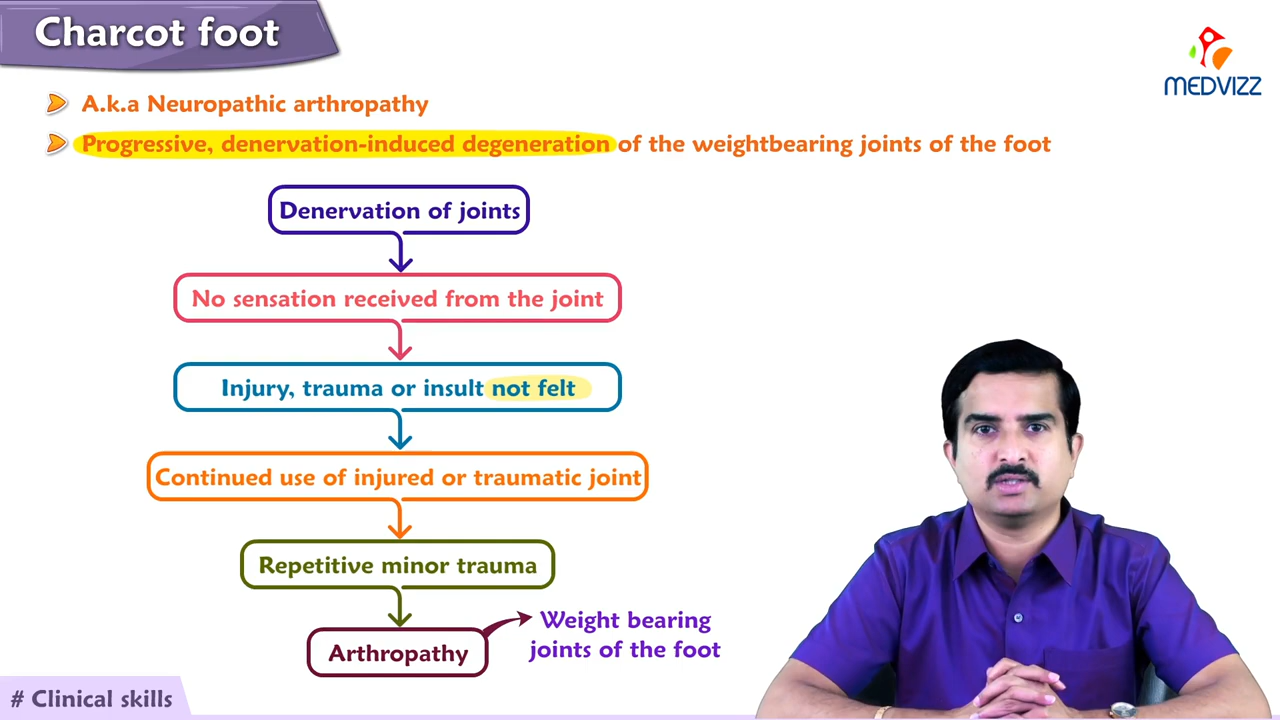 Charcot foot
MEDVIZZ
A.k.a Neuropathic arthropathy
Progressive, denervation-induced degeneration of the weightbearing joints of the foot
Denervation of joints
No sensation received from the joint
Injury, trauma or insult not felt
Continued use of injured or traumatic joint
Repetitive minor trauma
Arthropathy
Weight bearing
joints of the foot
# Clinical skills